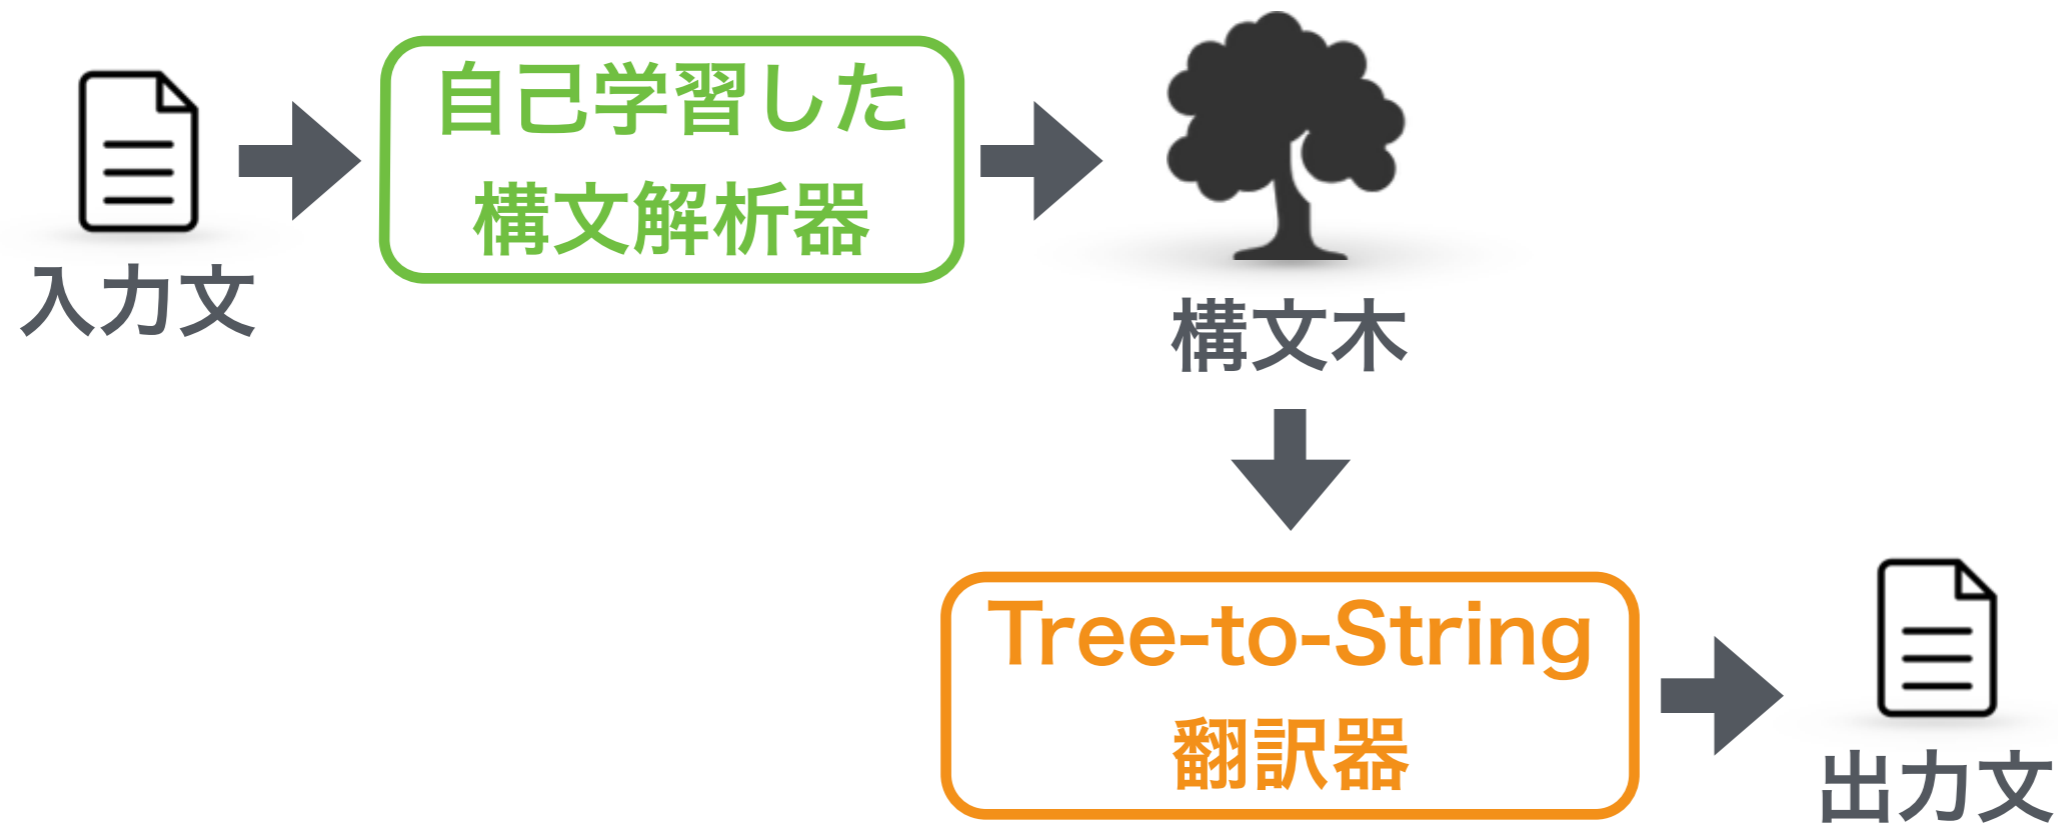 自己学習した
構文解析器
入力文
構文木
Tree-to-String
翻訳器
出力文